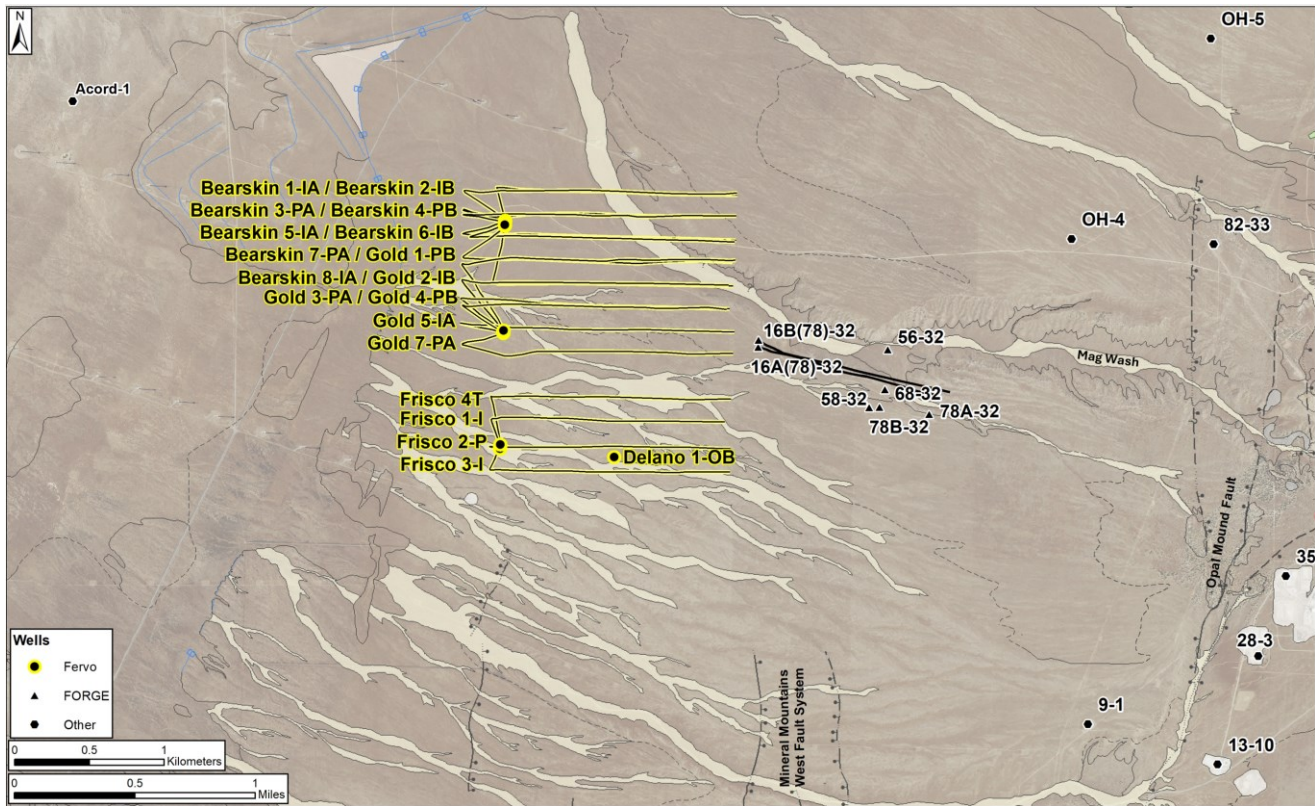 N
OH-5
Acord-1
Bearskin 1-IA / Bearskin 2-IB
Bearskin 3-PA / Bearskin 4-PB
Bearskin 5-IA / Bearskin 6-IB
Bearskin 7-PA / Gold 1-PB
Bearskin 8-IA / Gold 2-IB
Gold 3-PA / Gold 4-PB
Gold 5-IA
Gold 7-PA
OH-4
82-33
16B(78)-32
56-32
Mag Wash
16A(78)-32
68-32
58-32
78A-32
78B-32
Frisco 4T
Frisco 1-I
Frisco 2-P
Frisco 3-I
Delano 1-OB
Opal Mound Fault
35
28-3
9-1
13-10
Mineral Mountains
West Fault System
Wells
Fervo
FORGE
Other
0 0.5 1
Kilometers
0 0.5 1
Miles